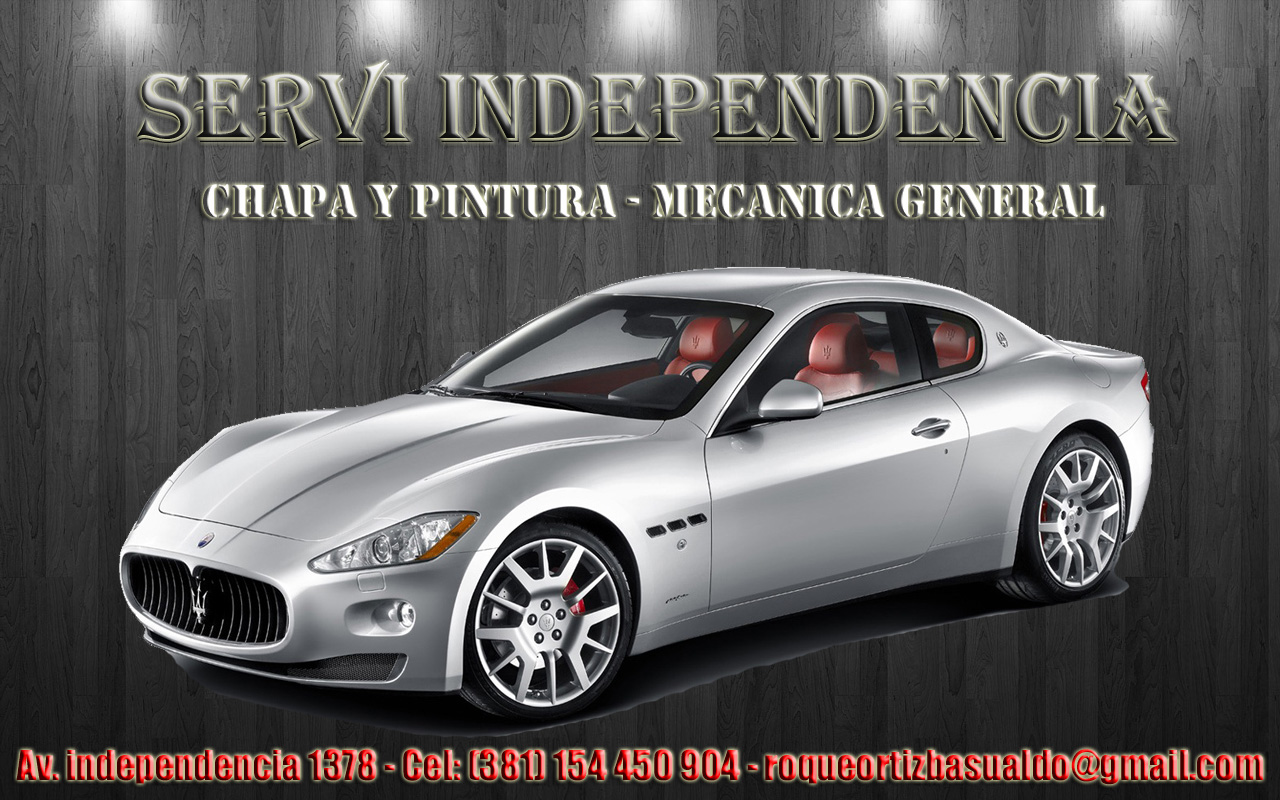 SERVI INDEPENDENCIA
CHAPA Y PINTURA - MECANICA GENERAL
Av. independencia 1378 - Cel: (381) 154 450 904 - roqueortizbasualdo@gmail.com